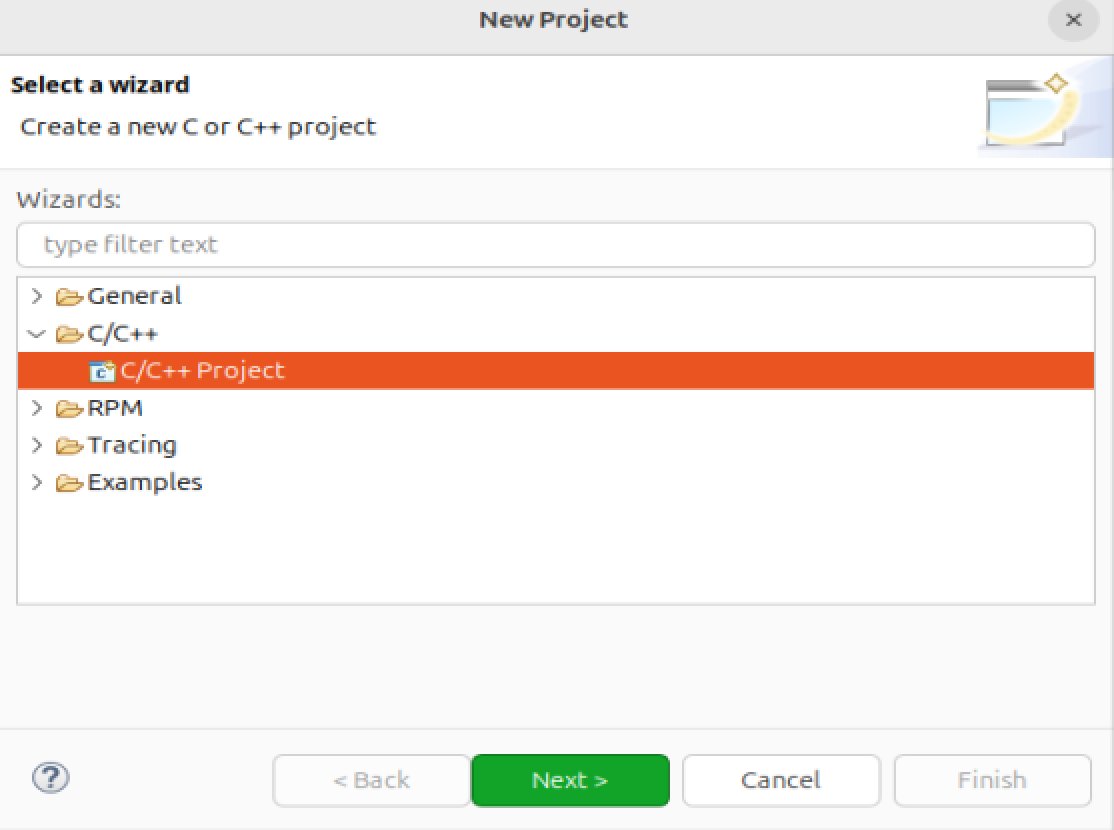 New Project
Select a wizard
Create a new C or C++ project
Wizards:
type filter text
General
C/C++
C/C++ Project
RPM
Tracing
Examples
< Back Next > Cancel Finish